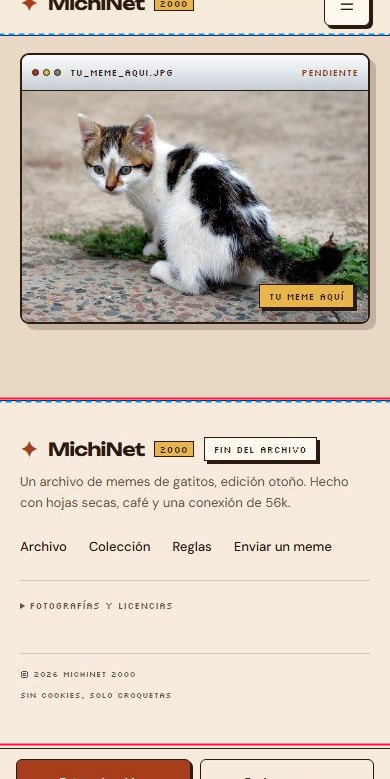 MichiNet 2000
TU_MEME_AQUI.JPG PENDIENTE
TU MEME AQUÍ
MichiNet 2000 FIN DEL ARCHIVO
Un archivo de memes de gatitos, edición otoño. Hecho
con hojas secas, café y una conexión de 56k.
Archivo Colección Reglas Enviar un meme
FOTOGRAFÍAS Y LICENCIAS
© 2026 MICHINET 2000
SIN COOKIES, SOLO CROQUETAS